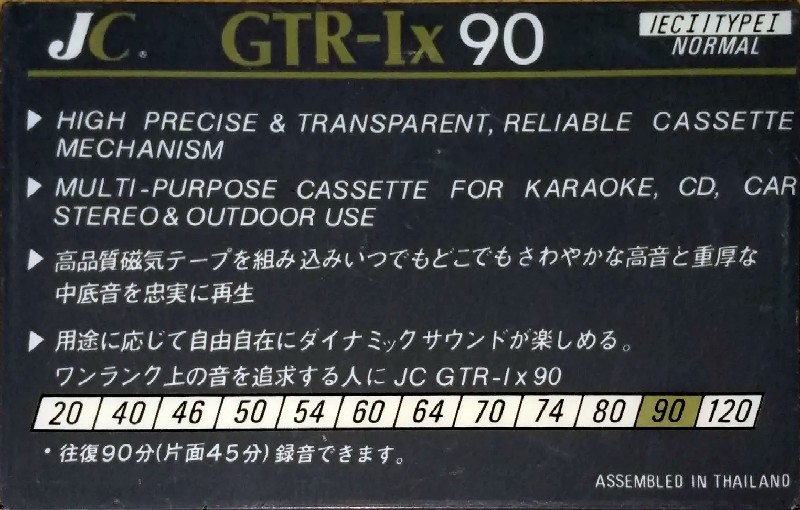 JC. GTR-Ix 90 IECI/TYPEI
NORMAL
HIGH PRECISE & TRANSPARENT, RELIABLE CASSETTE
MECHANISM
MULTI-PURPOSE CASSETTE FOR KARAOKE, CD, CAR
STEREO & OUTDOOR USE
高品質磁気テープを組み込みいつでもどこでもさわやかな高音と重厚な
中底音を忠実に再生
用途に応じて自由自在にダイナミックサウンドが楽しめる。
ワンランク上の音を追求する人に JC GTR-Ix90
20 40 46 50 54 60 64 70 74 80 90 120
・往復90分(片面45分)録音できます。
ASSEMBLED IN THAILAND